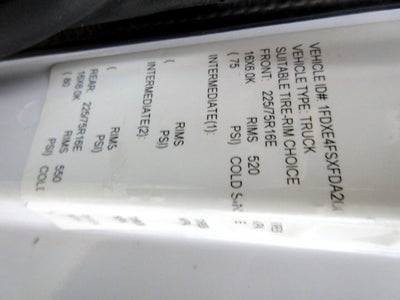 VEHICLE ID#: 1FDXE4FSXFDA2
VEHICLE TYPE: TRUCK
SUITABLE TIRE-RIM CHOICE
FRONT: 225/75R16E
16X6.0K RIMS 520
( 75 PSI) COLD
INTERMEDIATE(1):
( RIMS
PSI)
INTERMEDIATE(2):
( RIMS
PSI)
REAR: 225/75R16E
16X6.0K RIMS 550
( 80 PSI) COLD